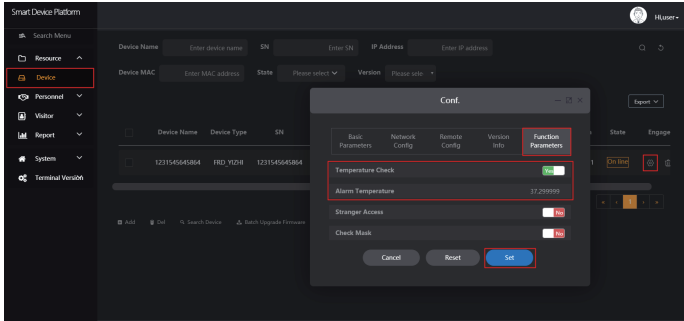 Smart Device Platform
Hi,user
Search Menu
Resource
Device
Personnel
Visitor
Report
System
Terminal Version
Device Name Enter device name SN Enter SN IP Address Enter IP address
Device MAC Enter MAC address State Please select Version Please sele
Export
Device Name Device Type SN State Engage
1231545645864 FRD_YIZHI 1231545645864 1 On line
Add Del Search Device Batch Upgrade Firmware
1
Conf.
Basic Parameters
Network Config
Remote Config
Version Info
Function Parameters
Temperature Check Yes
Alarm Temperature 37.299999
Stranger Access No
Check Mask No
Cancel Reset Set